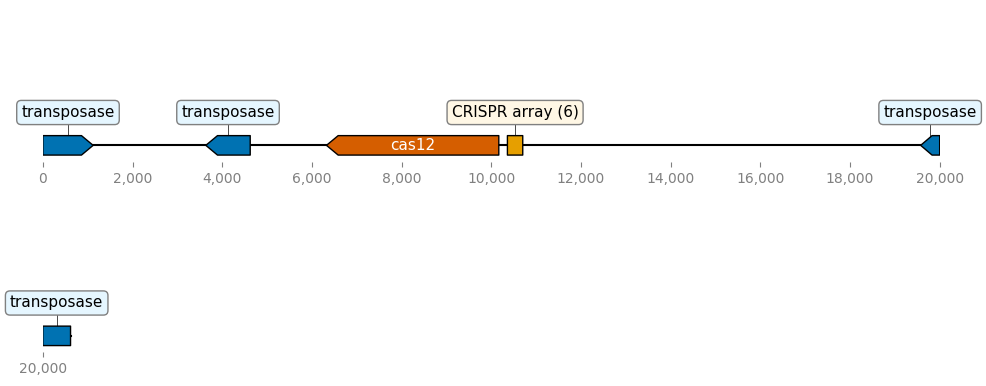 transposase transposase CRISPR array (6) transposase
cas12
0 2,000 4,000 6,000 8,000 10,000 12,000 14,000 16,000 18,000 20,000
transposase
20,000